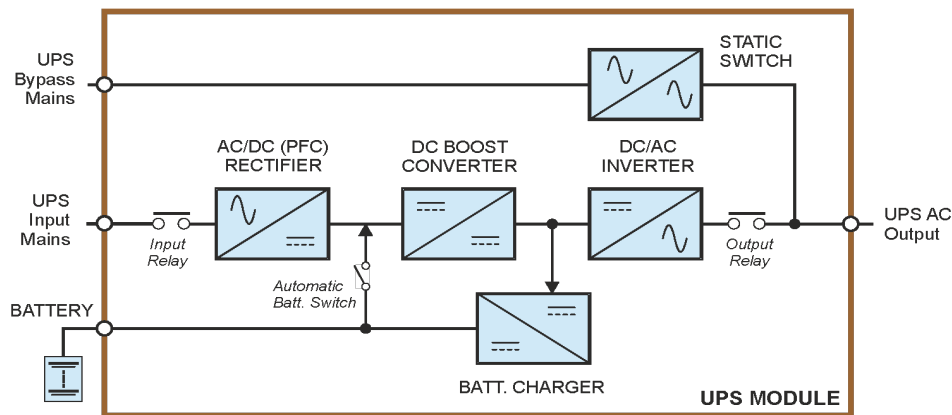 UPS
Bypass
Mains
STATIC
SWITCH
AC/DC (PFC)
RECTIFIER
DC BOOST
CONVERTER
DC/AC
INVERTER
UPS
Input
Mains
Input
Relay
Output
Relay
UPS AC
Output
Automatic
Batt. Switch
BATTERY
BATT. CHARGER
UPS MODULE